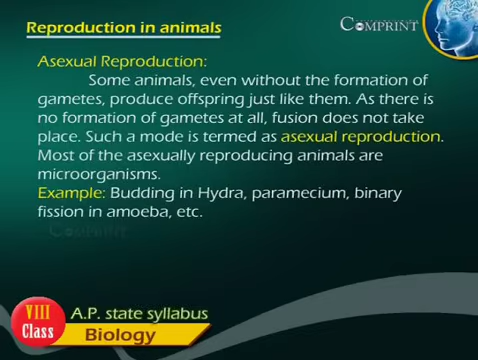 Reproduction in animals
COMPRINT
Asexual Reproduction:
Some animals, even without the formation of
gametes, produce offspring just like them. As there is
no formation of gametes at all, fusion does not take
place. Such a mode is termed as asexual reproduction.
Most of the asexually reproducing animals are
microorganisms.
Example: Budding in Hydra, paramecium, binary
fission in amoeba, etc.
COMPRINT
VIII
Class
A.P. state syllabus
Biology